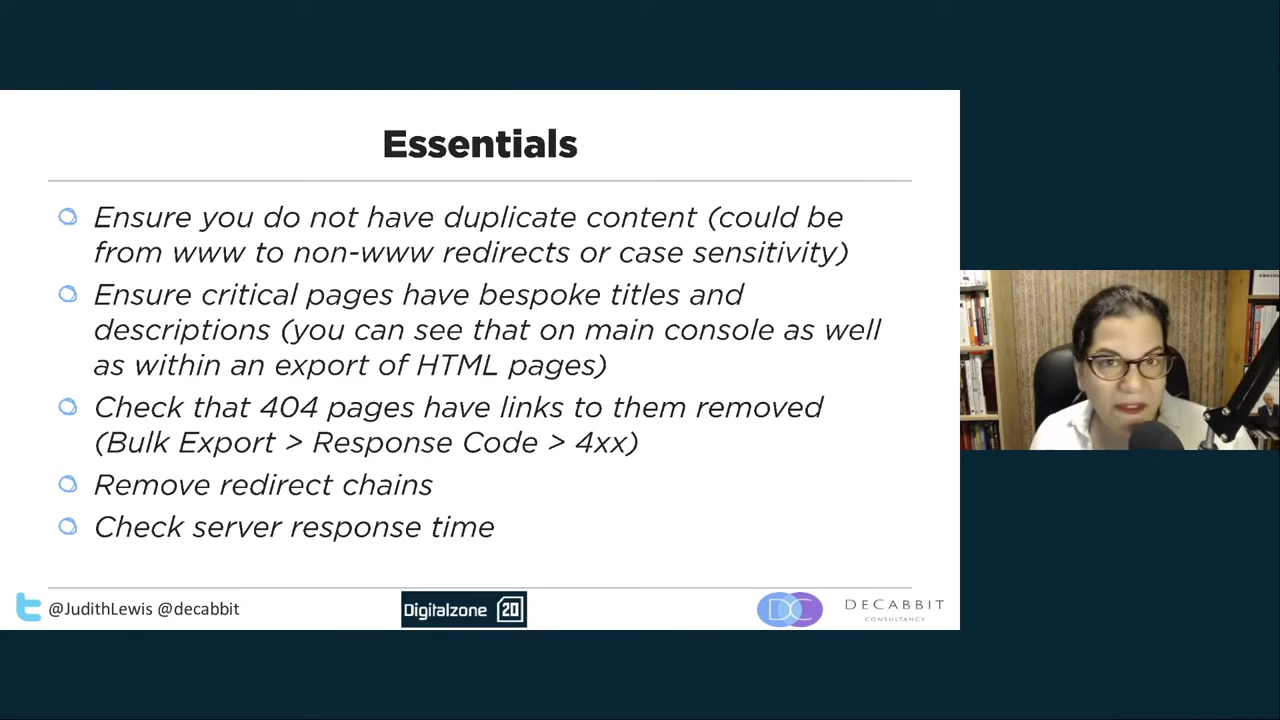 Essentials
Ensure you do not have duplicate content (could be
from www to non-www redirects or case sensitivity)
Ensure critical pages have bespoke titles and
descriptions (you can see that on main console as well
as within an export of HTML pages)
Check that 404 pages have links to them removed
(Bulk Export > Response Code > 4xx)
Remove redirect chains
Check server response time
@JudithLewis @decabbit
Digitalzone 20
DC
DECABBIT
CONSULTANCY